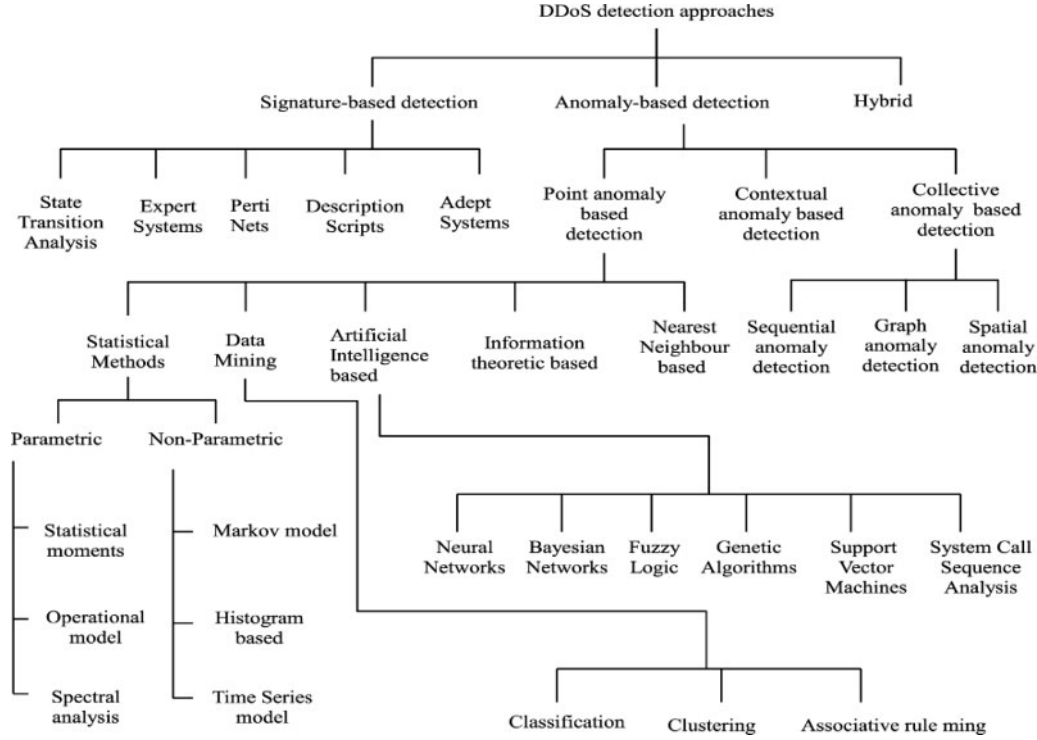 DDoS detection approaches
Signature-based detection
Anomaly-based detection
Hybrid
State
Transition
Analysis
Expert
Systems
Perti
Nets
Description
Scripts
Adept
Systems
Point anomaly
based
detection
Contextual
anomaly based
detection
Collective
anomaly based
detection
Statistical
Methods
Data
Mining
Artificial
Intelligence
based
Information
theoretic based
Nearest
Neighbour
based
Sequential
anomaly
detection
Graph
anomaly
detection
Spatial
anomaly
detection
Parametric
Non-Parametric
Statistical
moments
Operational
model
Spectral
analysis
Markov model
Histogram
based
Time Series
model
Neural
Networks
Bayesian
Networks
Fuzzy
Logic
Genetic
Algorithms
Support
Vector
Machines
System Call
Sequence
Analysis
Classification
Clustering
Associative rule ming